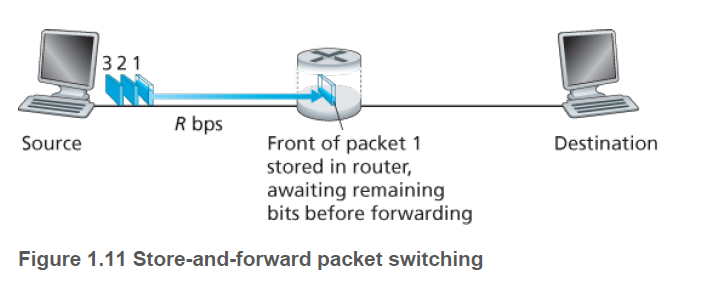 3 2 1
R bps
Source
Front of packet 1
stored in router,
awaiting remaining
bits before forwarding
Destination
Figure 1.11 Store-and-forward packet switching